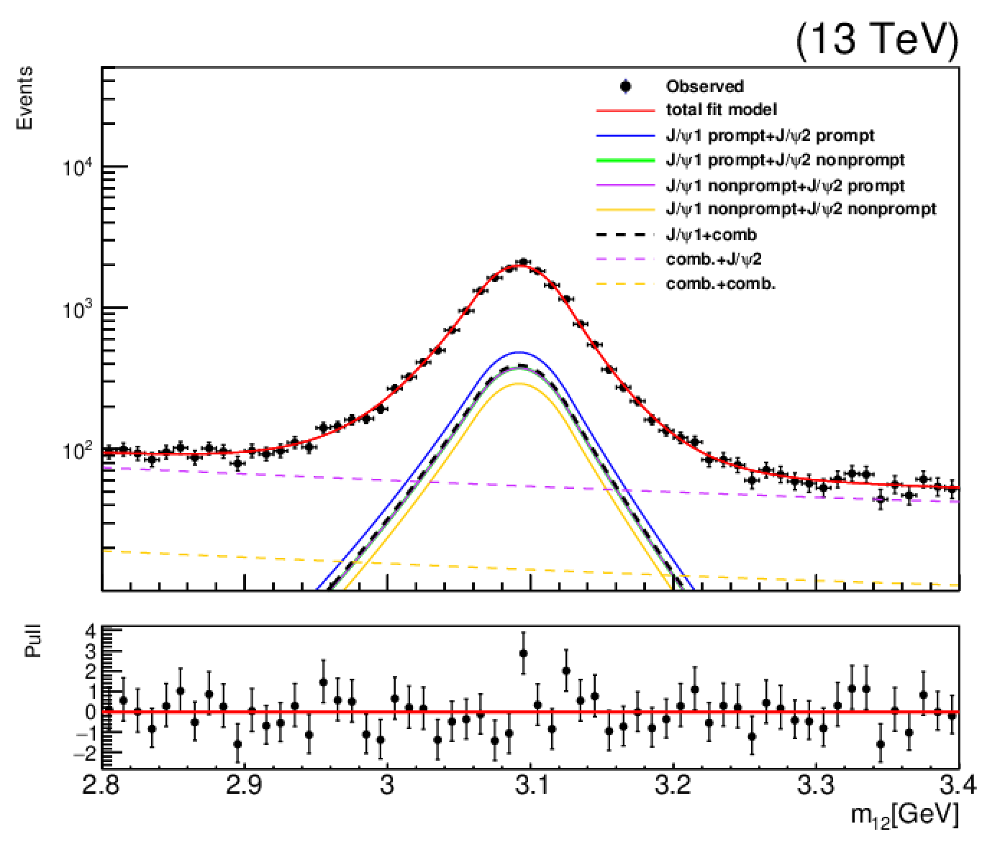 (13 TeV)
Events
Observed
total fit model
J/ψ1 prompt+J/ψ2 prompt
J/ψ1 prompt+J/ψ2 nonprompt
J/ψ1 nonprompt+J/ψ2 prompt
J/ψ1 nonprompt+J/ψ2 nonprompt
J/ψ1+comb
comb.+J/ψ2
comb.+comb.
10⁴
10³
10²
Pull
4
3
2
1
0
−1
−2
2.8 2.9 3 3.1 3.2 3.3 3.4
m₁₂[GeV]